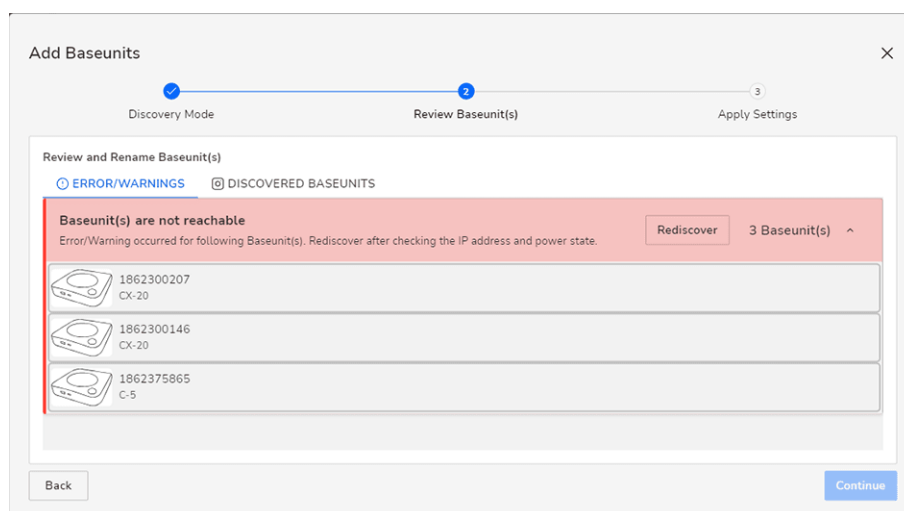 Add Baseunits
2
3
Discovery Mode
Review Baseunit(s)
Apply Settings
Review and Rename Baseunit(s)
ERROR/WARNINGS
DISCOVERED BASEUNITS
Baseunit(s) are not reachable
Error/Warning occurred for following Baseunit(s). Rediscover after checking the IP address and power state.
Rediscover
3 Baseunit(s)
1862300207
CX-20
1862300146
CX-20
1862375865
C-5
Back
Continue